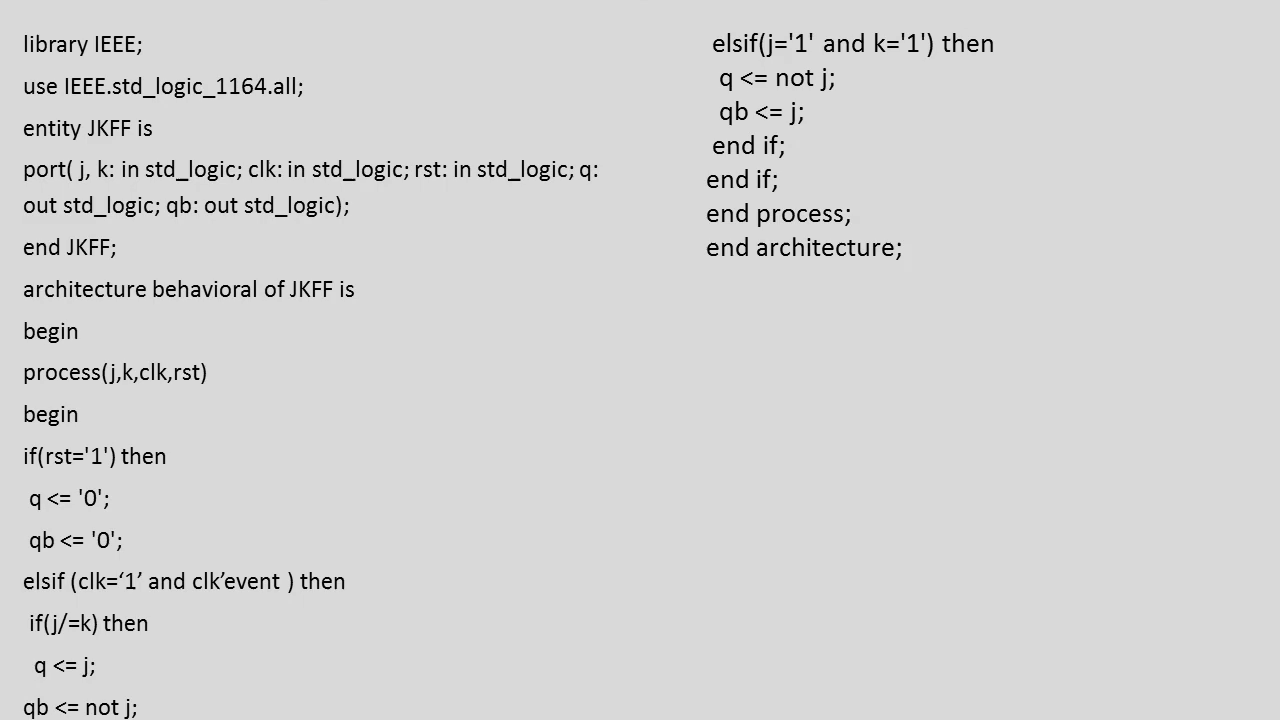 library IEEE;
use IEEE.std_logic_1164.all;
entity JKFF is
port( j, k: in std_logic; clk: in std_logic; rst: in std_logic; q:
out std_logic; qb: out std_logic);
end JKFF;
architecture behavioral of JKFF is
begin
process(j,k,clk,rst)
begin
if(rst='1') then
q <= '0';
qb <= '0';
elsif (clk=‘1’ and clk’event ) then
if(j/=k) then
q <= j;
qb <= not j;
elsif(j='1' and k='1') then
q <= not j;
qb <= j;
end if;
end if;
end process;
end architecture;